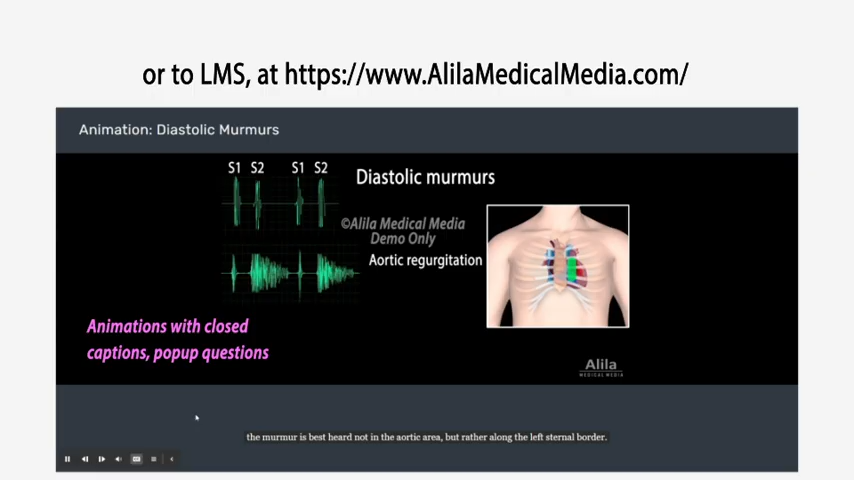 or to LMS, at https://www.AlilaMedicalMedia.com/
Animation: Diastolic Murmurs
S1 S2 S1 S2
Diastolic murmurs
©Alila Medical Media
Demo Only
Aortic regurgitation
Animations with closed
captions, popup questions
Alila
MEDICAL MEDIA
the murmur is best heard not in the aortic area, but rather along the left sternal border.